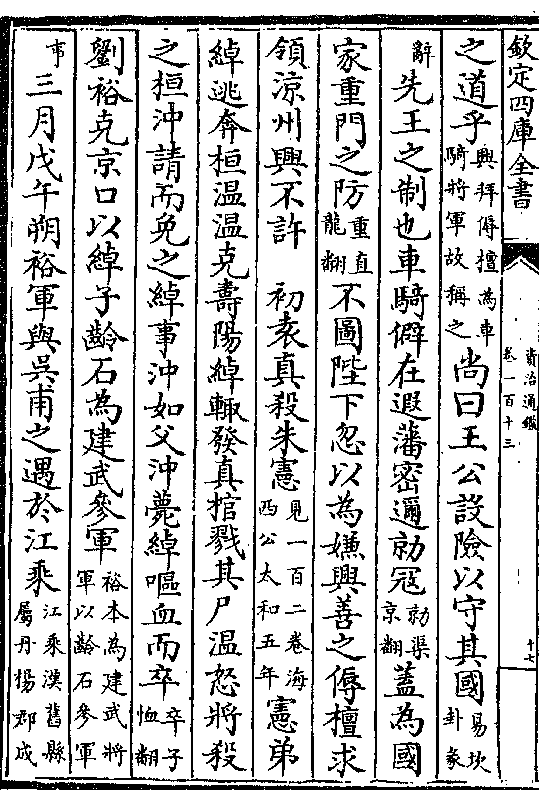 欽定四庫全書
資治通鑑
卷一百十三
十七
之道乎興拜傉檀為車騎將軍故稱之尚曰王公設險以守其國易坎卦彖
辭先王之制也車騎僻在遐藩密邇勍寇勍渠京翻蓋為國
家重門之防重直龍翻不圖陛下忽以為嫌興善之傉檀求
領涼州興不許 初袁真殺朱憲見一百二卷海西公太和五年憲弟
綽逃奔桓溫溫克壽陽綽輙發真棺戮其尸溫怒將殺
之桓沖請而免之綽事沖如父沖薨綽嘔血而卒卒子恤翻
劉裕克京口以綽子齡石為建武參軍裕本為建武將軍以齡石參軍
事三月戊午朔裕軍與吳甫之遇於江乘江乘漢舊縣屬丹楊郡成